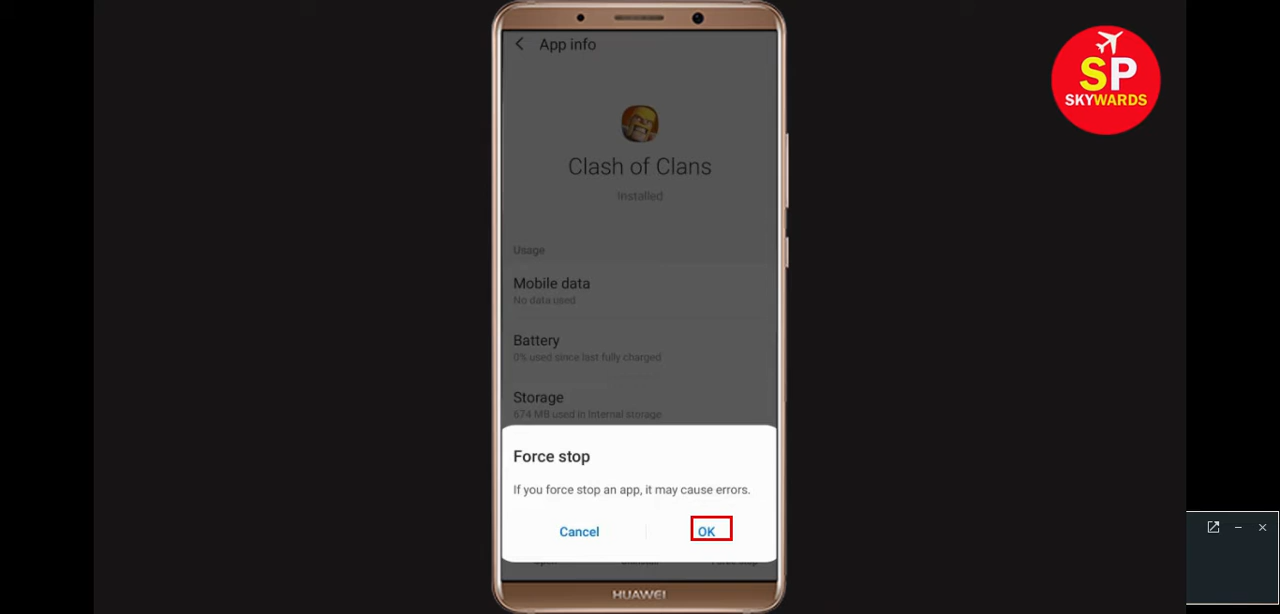 App info
SP
SKYWARDS
Clash of Clans
Installed
Usage
Mobile data
No data used
Battery
0% used since last fully charged
Storage
674 MB used in Internal storage
Force stop
If you force stop an app, it may cause errors.
Cancel
OK
HUAWEI